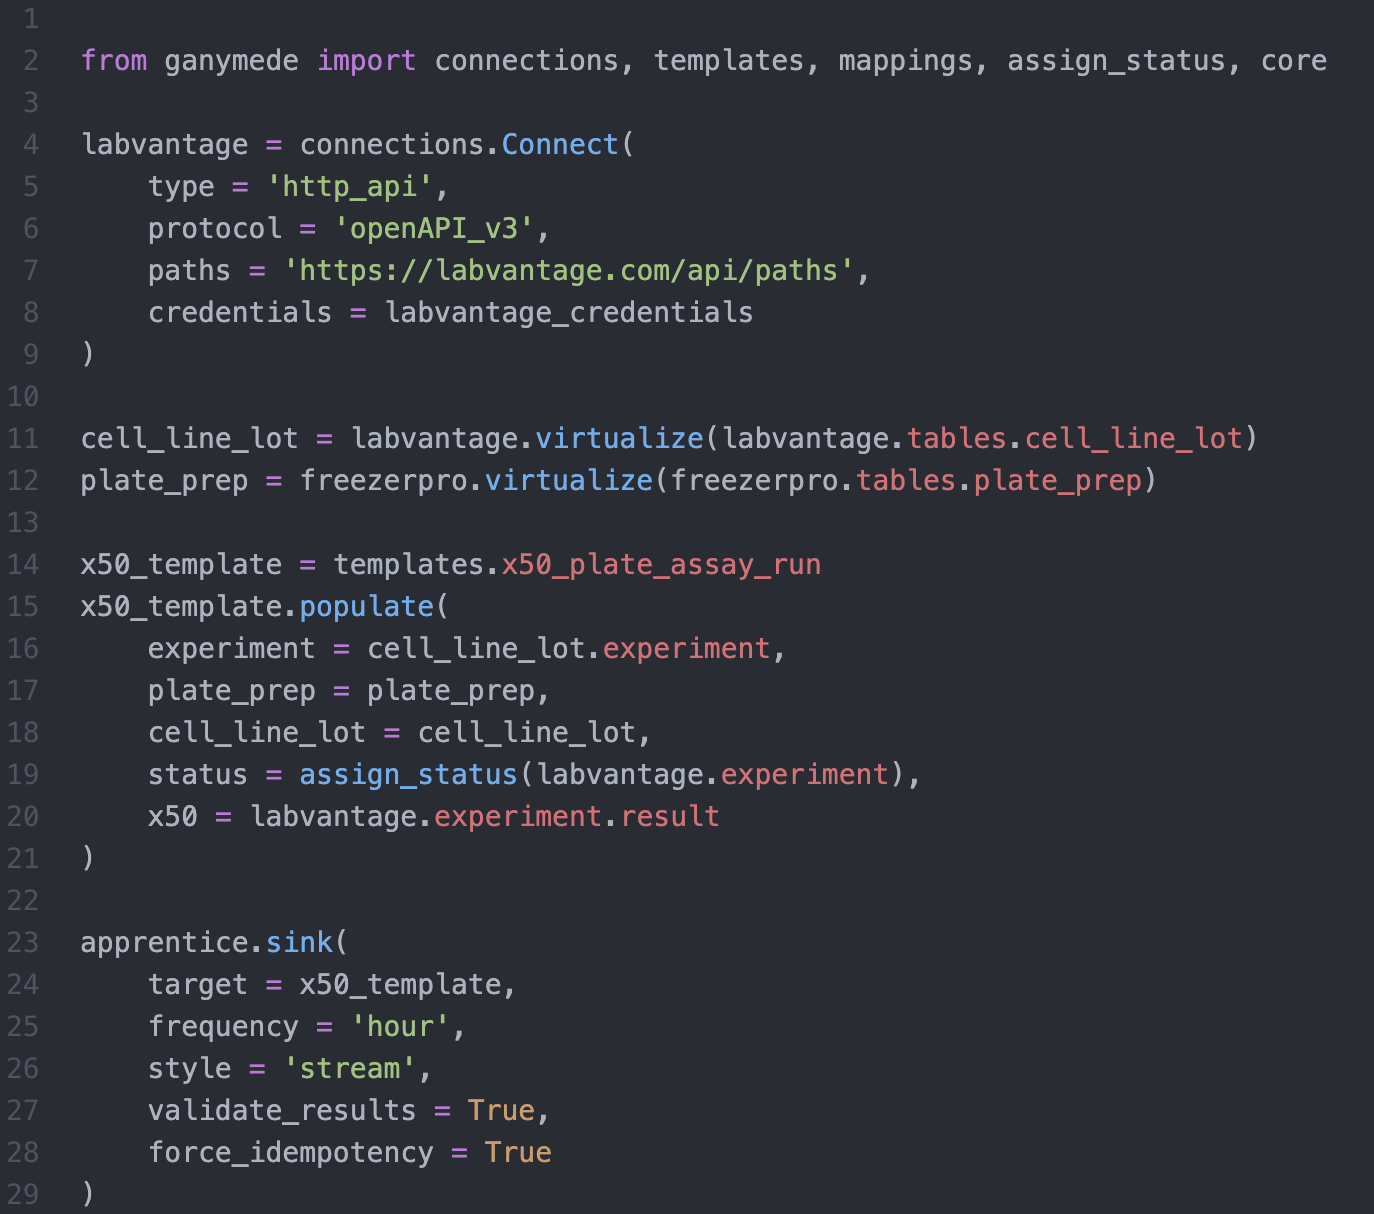 1
2 from ganymede import connections, templates, mappings, assign_status, core
3
4 labvantage = connections.Connect(
5     type = 'http_api',
6     protocol = 'openAPI_v3',
7     paths = 'https://labvantage.com/api/paths',
8     credentials = labvantage_credentials
9 )
10
11 cell_line_lot = labvantage.virtualize(labvantage.tables.cell_line_lot)
12 plate_prep = freezerpro.virtualize(freezerpro.tables.plate_prep)
13
14 x50_template = templates.x50_plate_assay_run
15 x50_template.populate(
16     experiment = cell_line_lot.experiment,
17     plate_prep = plate_prep,
18     cell_line_lot = cell_line_lot,
19     status = assign_status(labvantage.experiment),
20     x50 = labvantage.experiment.result
21 )
22
23 apprentice.sink(
24     target = x50_template,
25     frequency = 'hour',
26     style = 'stream',
27     validate_results = True,
28     force_idempotency = True
29 )